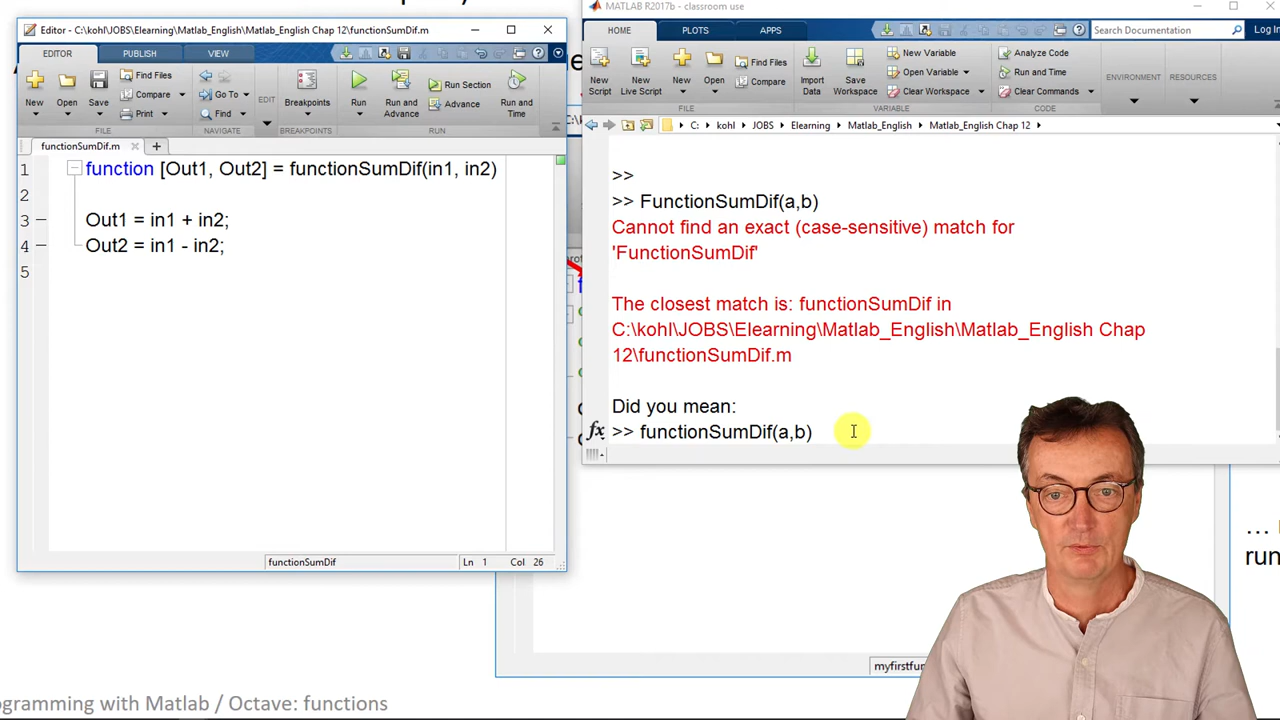 Editor - C:\kohl\JOBS\Elearning\Matlab_English\Matlab_English Chap 12\functionSumDif.m
EDITOR PUBLISH VIEW
New Open Save Find Files Compare Print
Go To Find
EDIT
Breakpoints
Run Run and Advance Run Section Advance Run and Time
FILE NAVIGATE BREAKPOINTS RUN
functionSumDif.m
1 function [Out1, Out2] = functionSumDif(in1, in2)
2
3 Out1 = in1 + in2;
4 Out2 = in1 - in2;
5
functionSumDif Ln 1 Col 26
MATLAB R2017b - classroom use
HOME PLOTS APPS
Search Documentation Log In
New Script New Live Script New Open Find Files Compare
Import Data Save Workspace New Variable Open Variable Clear Workspace
Analyze Code Run and Time Clear Commands
ENVIRONMENT RESOURCES
FILE VARIABLE CODE
C: kohl JOBS Elearning Matlab_English Matlab_English Chap 12
>>
>> FunctionSumDif(a,b)
Cannot find an exact (case-sensitive) match for
'FunctionSumDif'
The closest match is: functionSumDif in
C:\kohl\JOBS\Elearning\Matlab_English\Matlab_English Chap
12\functionSumDif.m
Did you mean:
fx >> functionSumDif(a,b)
run
ogramming with Matlab / Octave: functions